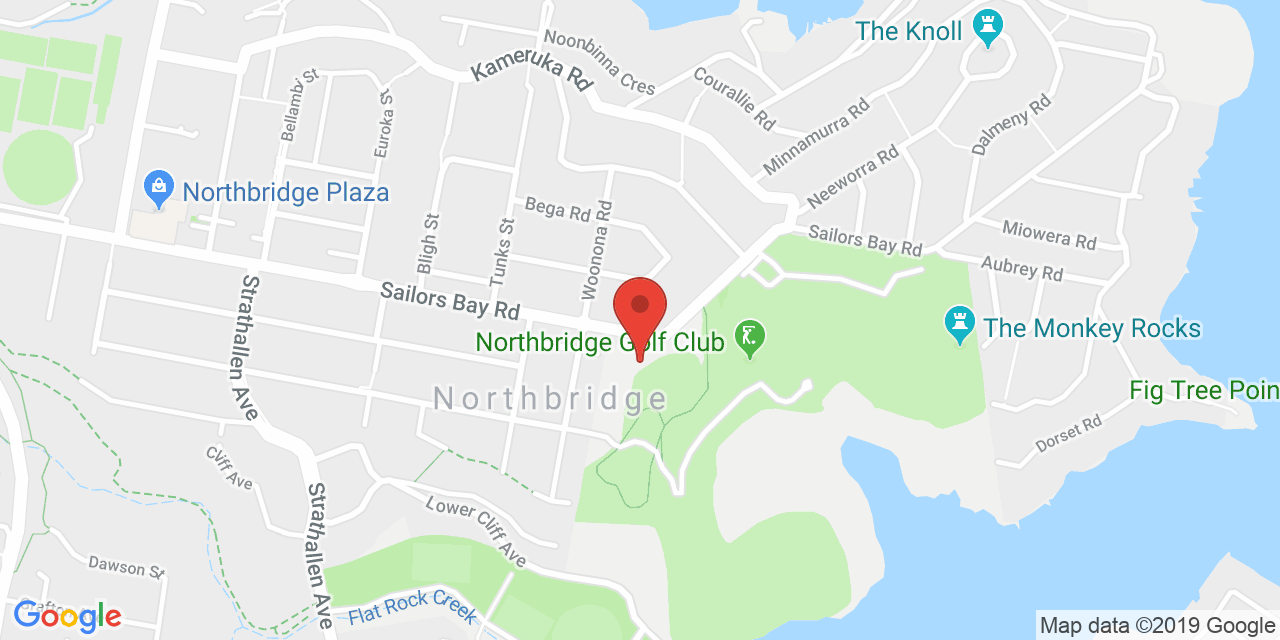 The Knoll
Noonbinna Cres
Kameruka Rd
Courallie Rd
Bellambi St
Euroka St
Minnamurra Rd
Dalmeny Rd
Neeworra Rd
Northbridge Plaza
Bega Rd
Woonona Rd
Bligh St
Tunks St
Sailors Bay Rd
Miowera Rd
Aubrey Rd
Strathallen Ave
Sailors Bay Rd
Northbridge Golf Club
The Monkey Rocks
Northbridge
Fig Tree Poin
Dorset Rd
Cliff Ave
Strathallen Ave
Lower Cliff Ave
Dawson St
Flat Rock Creek
Google
Map data ©2019 Google